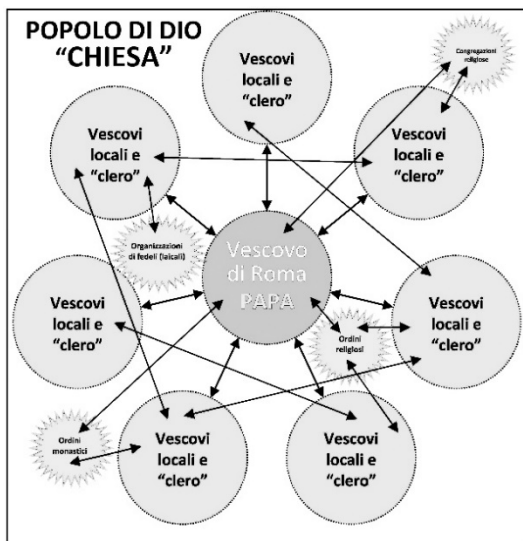 POPOLO DI DIO
“CHIESA”
Vescovi
locali e
“clero”
Congregazioni
religiose
Vescovi
locali e
“clero”
Vescovi
locali e
“clero”
Organizzazioni
di fedeli (laicali)
Vescovo
di Roma
PAPA
Vescovi
locali e
“clero”
Vescovi
locali e
“clero”
Ordini
religiosi
Ordini
monastici
Vescovi
locali e
“clero”
Vescovi
locali e
“clero”